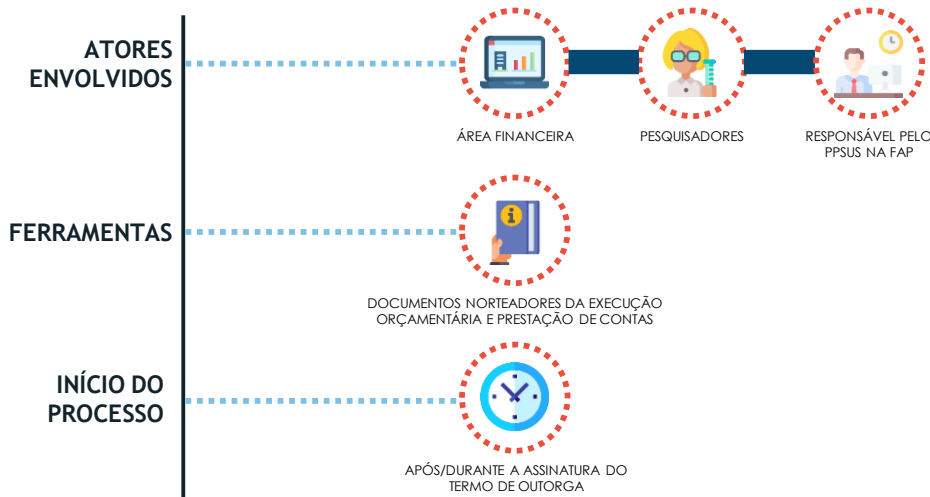 ATORES
ENVOLVIDOS
ÁREA FINANCEIRA
PESQUISADORES
RESPONSÁVEL PELO
PPSUS NA FAP
FERRAMENTAS
DOCUMENTOS NORTEADORES DA EXECUÇÃO
ORÇAMENTÁRIA E PRESTAÇÃO DE CONTAS
INÍCIO DO
PROCESSO
APÓS/DURANTE A ASSINATURA DO
TERMO DE OUTORGA